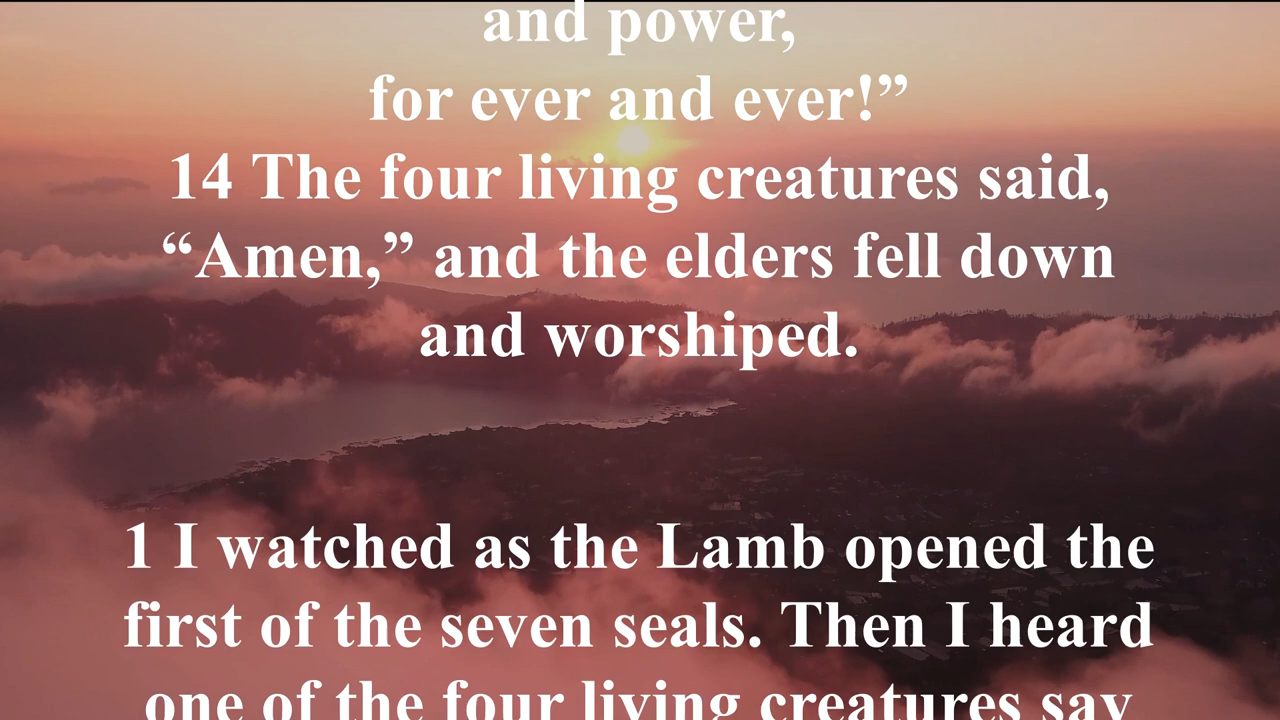 and power,
for ever and ever!”
14 The four living creatures said,
“Amen,” and the elders fell down
and worshiped.
1 I watched as the Lamb opened the
first of the seven seals. Then I heard
one of the four living creatures say